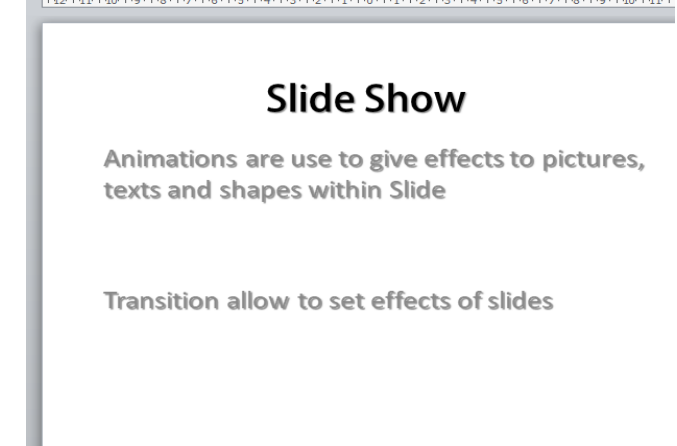 Slide Show
Animations are use to give effects to pictures,
texts and shapes within Slide
Transition allow to set effects of slides